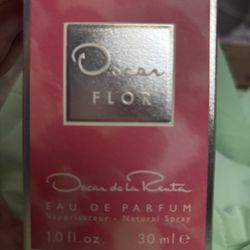 Oscar
FLOR
Oscar de la Renta
EAU DE PARFUM
Vaporisateur - Natural Spray
1.0 fl.oz. 30 ml e